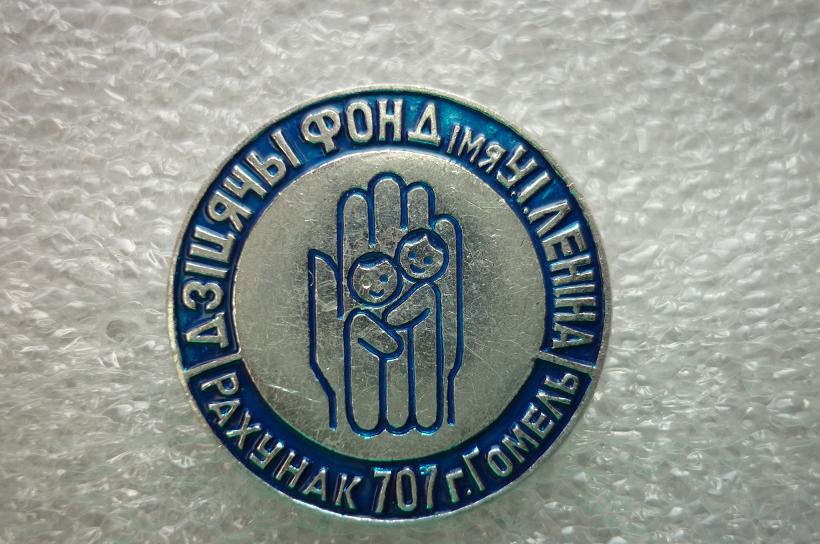 ДЗІЦЯЧЫ ФОНД ІМЯ У.І. ЛЕНІНА
РАХУНАК 707 г. ГОМЕЛЬ